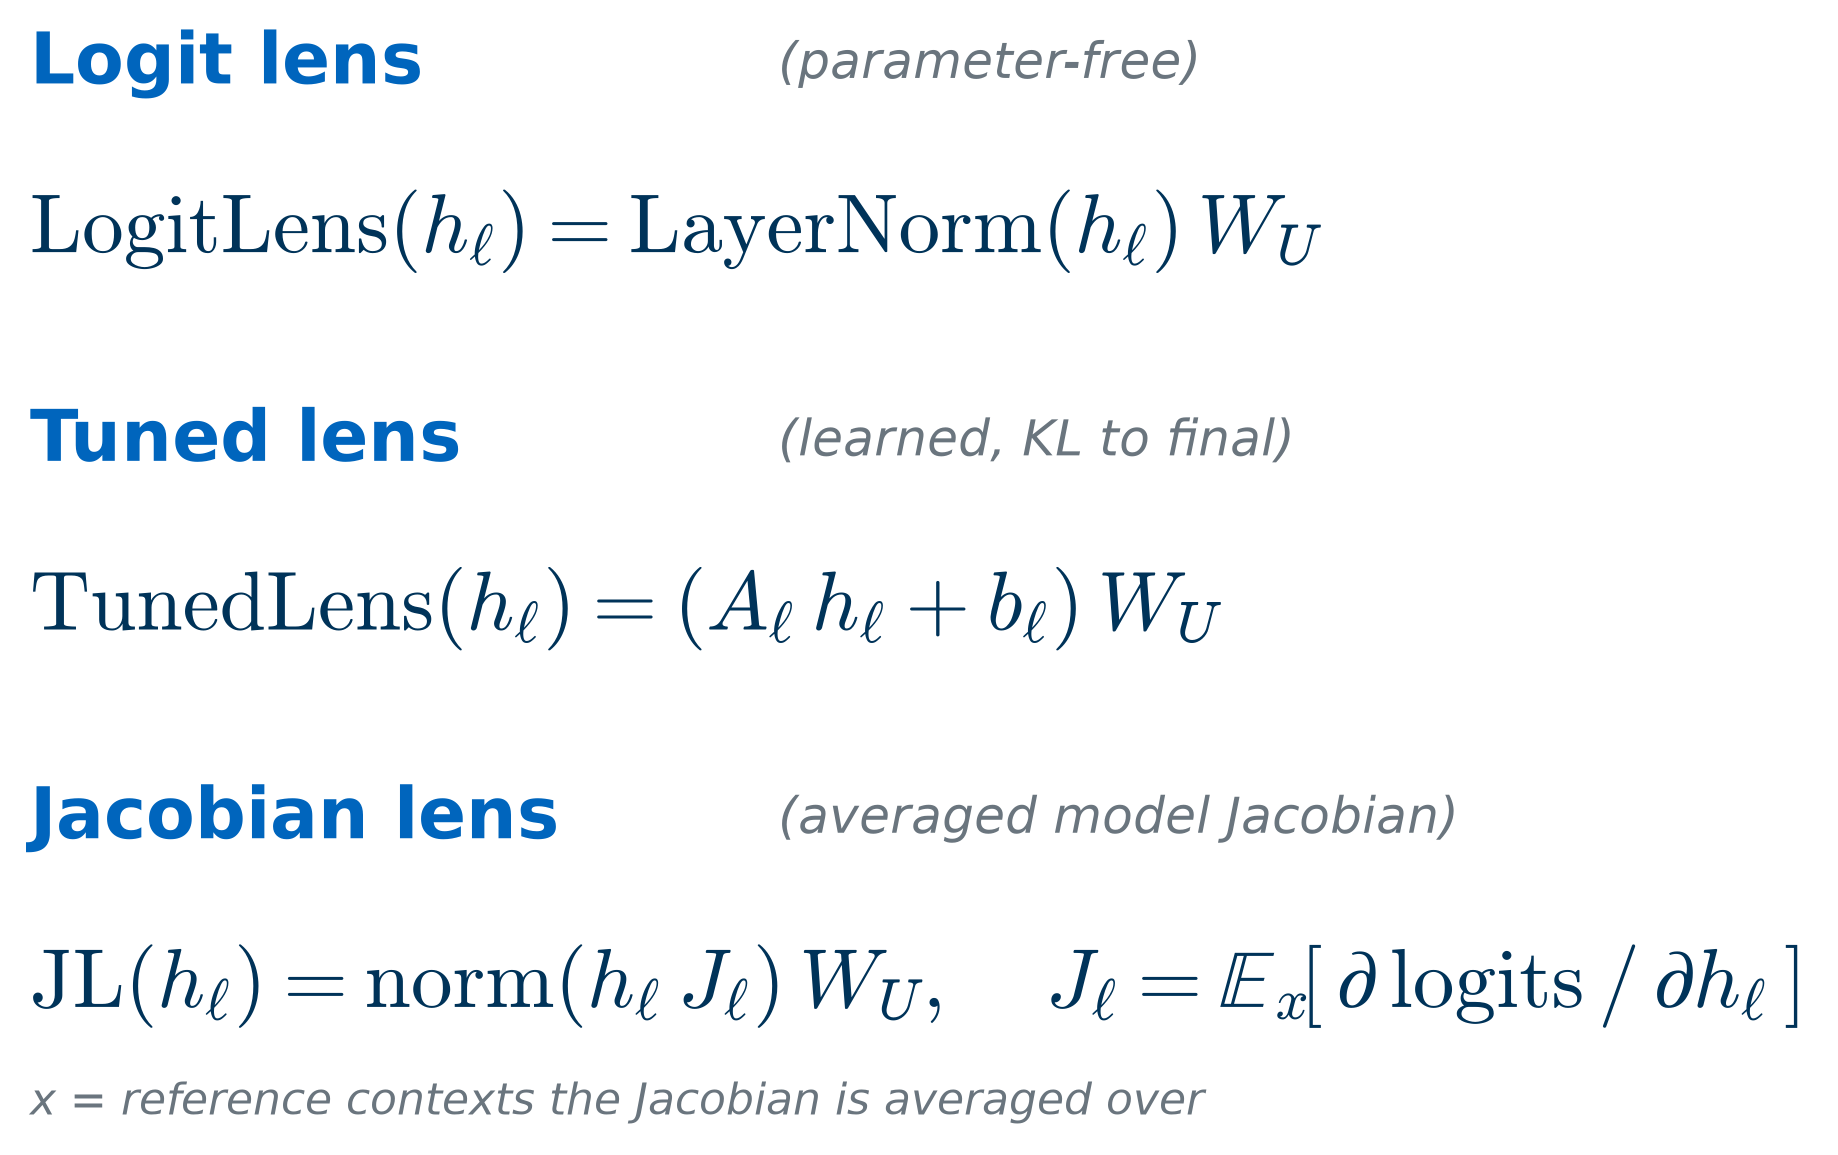 Logit lens (parameter-free)
LogitLens(h_ℓ) = LayerNorm(h_ℓ) W_U
Tuned lens (learned, KL to final)
TunedLens(h_ℓ) = (A_ℓ h_ℓ + b_ℓ) W_U
Jacobian lens (averaged model Jacobian)
JL(h_ℓ) = norm(h_ℓ J_ℓ) W_U, J_ℓ = 𝔼_x[ ∂ logits / ∂h_ℓ ]
x = reference contexts the Jacobian is averaged over